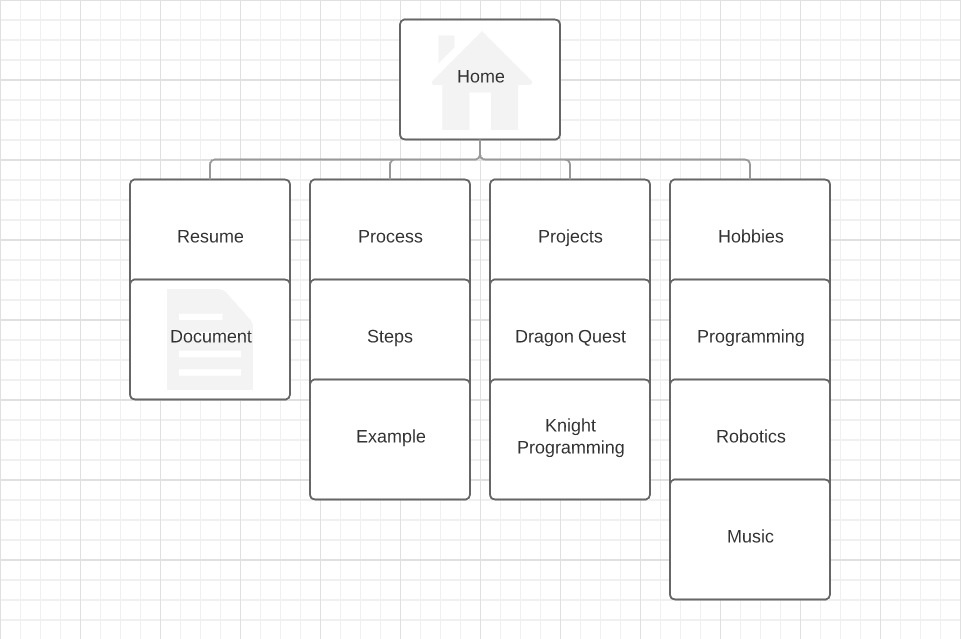 Home
Resume
Process
Projects
Hobbies
Document
Steps
Dragon Quest
Programming
Example
Knight
Programming
Robotics
Music